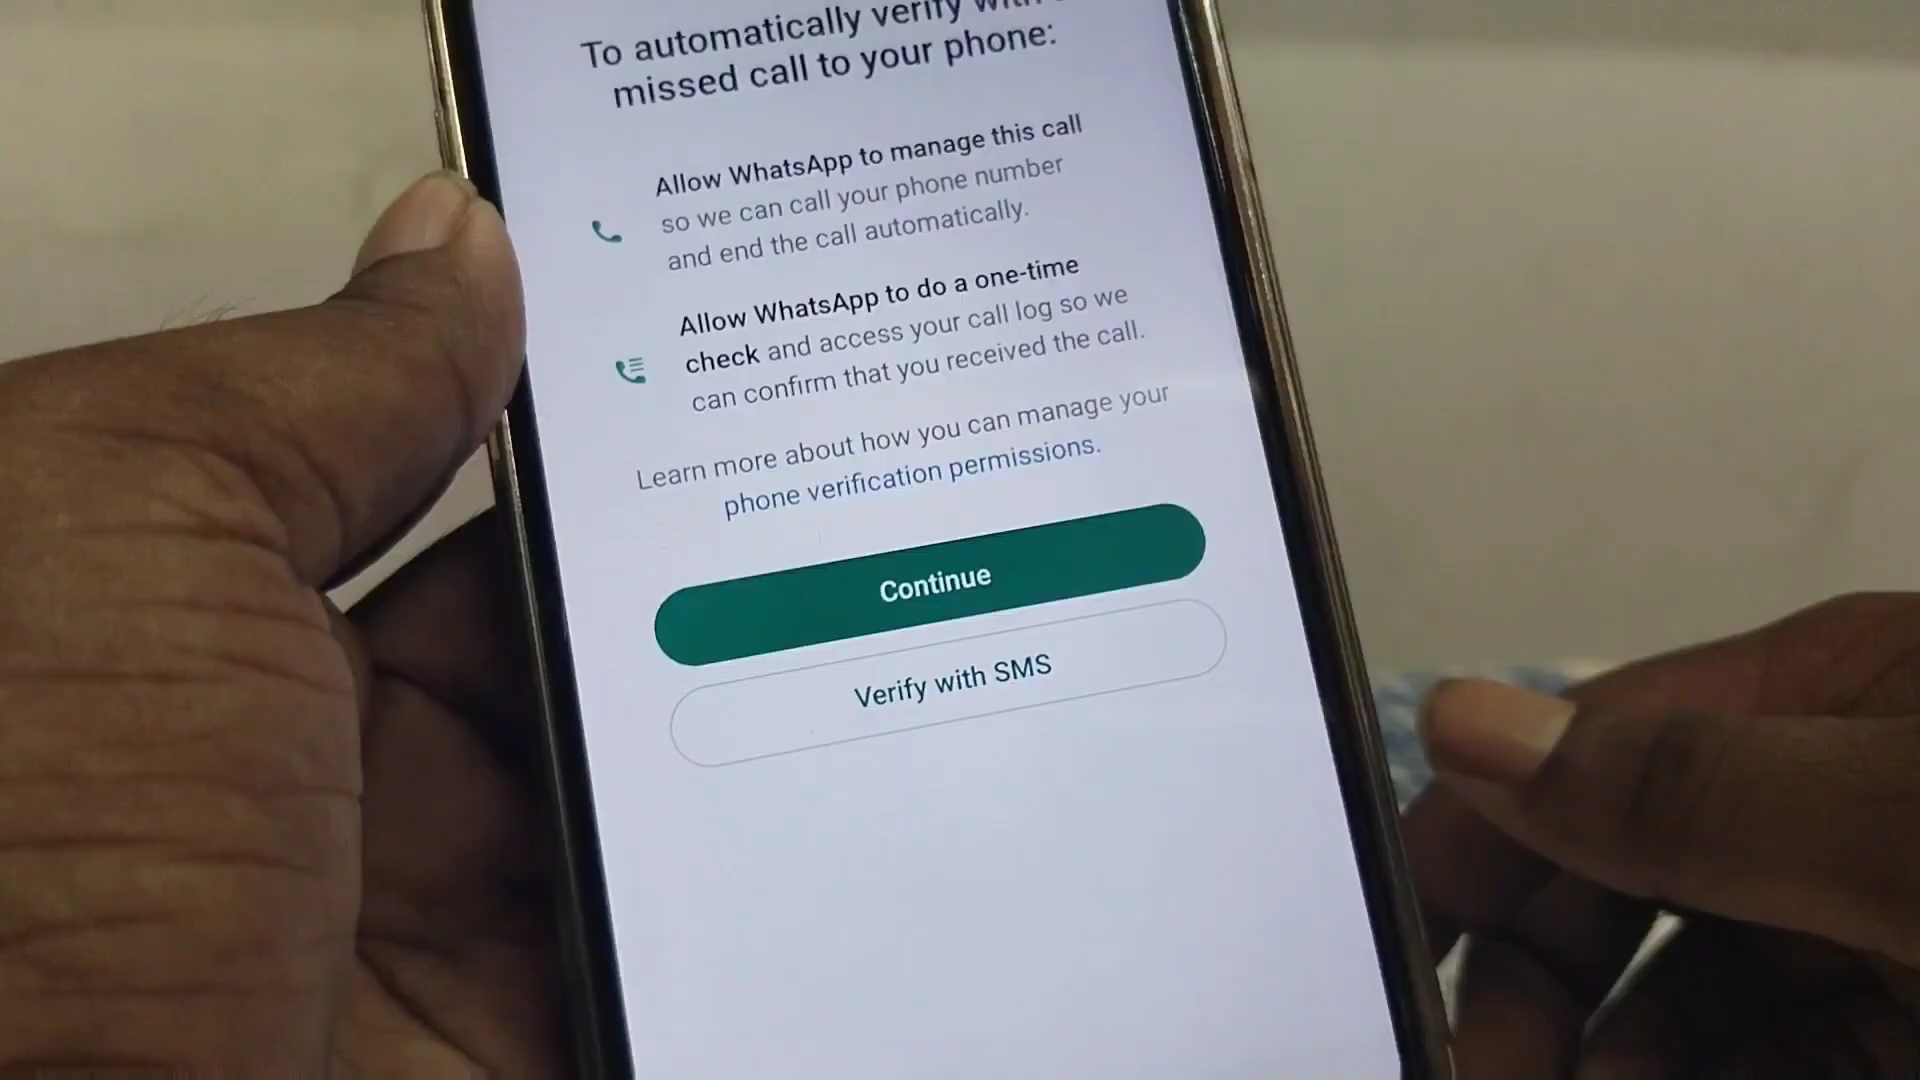 To automatically verify with a
missed call to your phone:
Allow WhatsApp to manage this call
so we can call your phone number
and end the call automatically.
Allow WhatsApp to do a one-time
check and access your call log so we
can confirm that you received the call.
Learn more about how you can manage your
phone verification permissions.
Continue
Verify with SMS